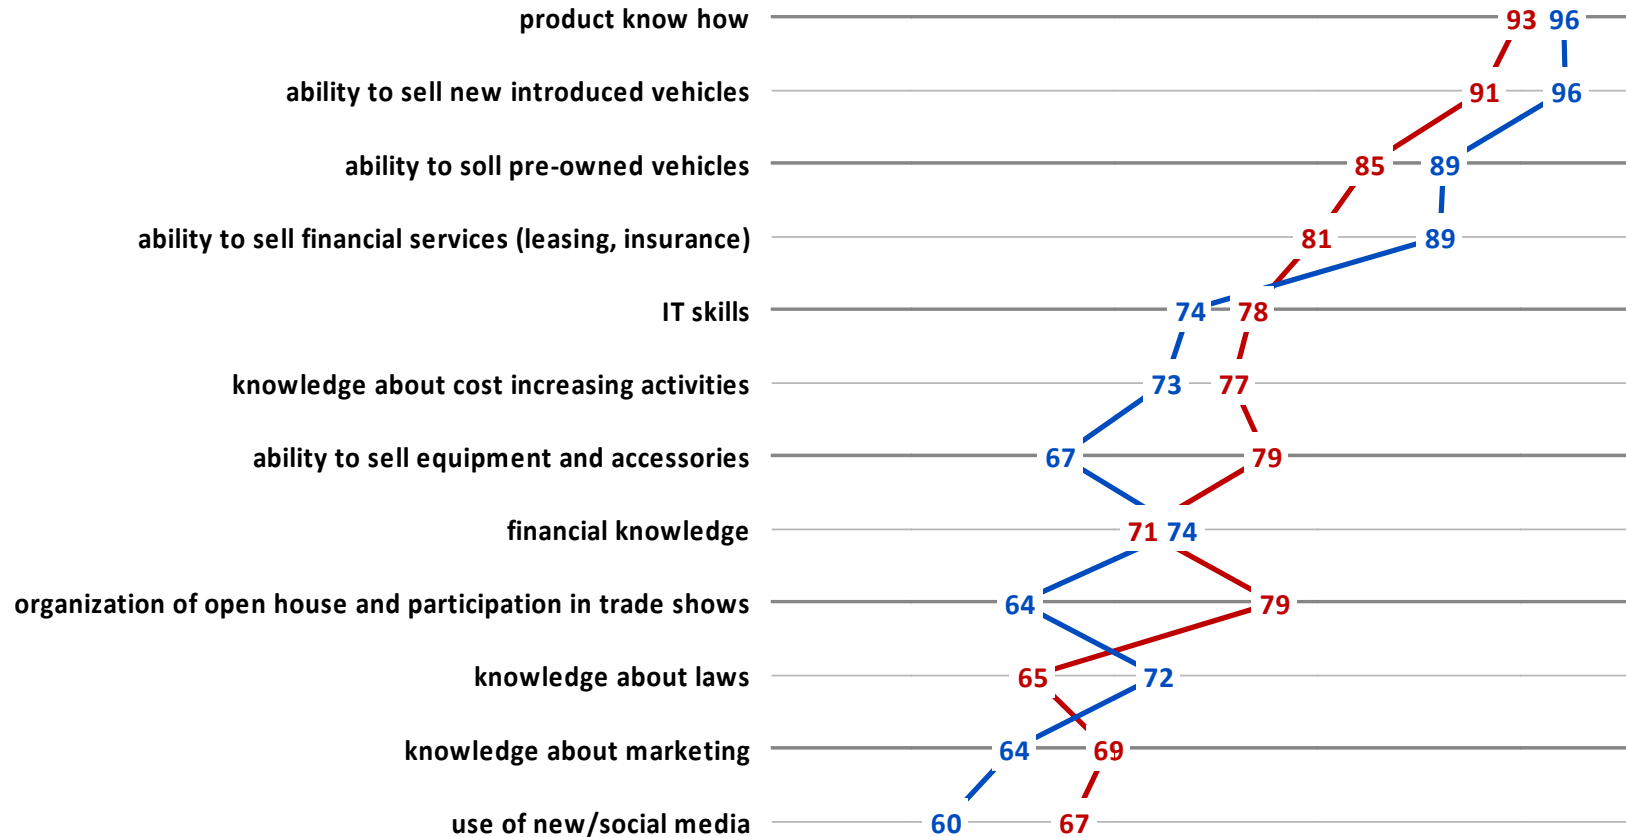 product know how 93 96
ability to sell new introduced vehicles 91 96
ability to soll pre-owned vehicles 85 89
ability to sell financial services (leasing, insurance) 81 89
IT skills 74 78
knowledge about cost increasing activities 73 77
ability to sell equipment and accessories 67 79
financial knowledge 71 74
organization of open house and participation in trade shows 64 79
knowledge about laws 65 72
knowledge about marketing 64 69
use of new/social media 60 67